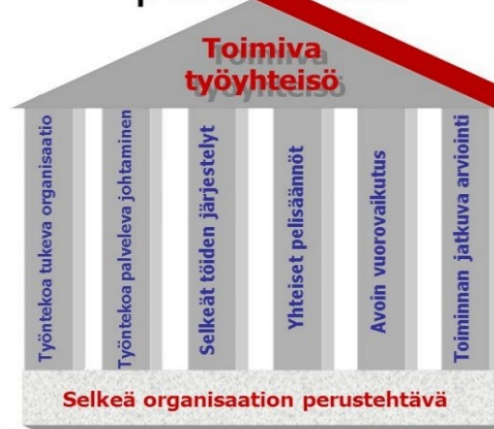 Toimiva
työyhteisö
Työntekoa tukeva organisaatio
Työntekoa palveleva johtaminen
Selkeät töiden järjestelyt
Yhteiset pelisäännöt
Avoin vuorovaikutus
Toiminnan jatkuva arviointi
Selkeä organisaation perustehtävä